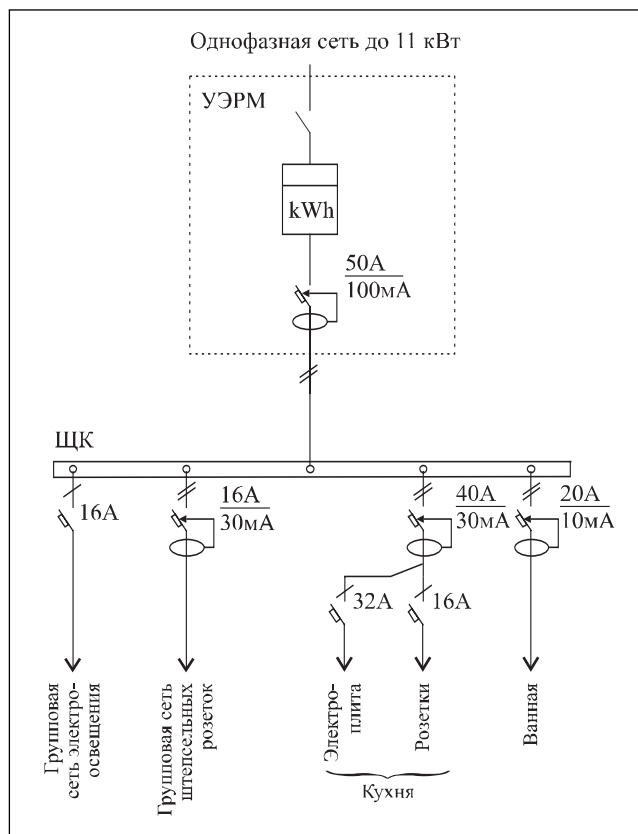 Однофазная сеть до 11 кВт
УЭРМ
kWh
50А
100мА
ЩК
16А
16А
30мА
40А
30мА
20А
10мА
32А
16А
Групповая
сеть электро-
освещения
Групповая сеть
штепсельных
розеток
Электро-
плита
Розетки
Ванная
Кухня